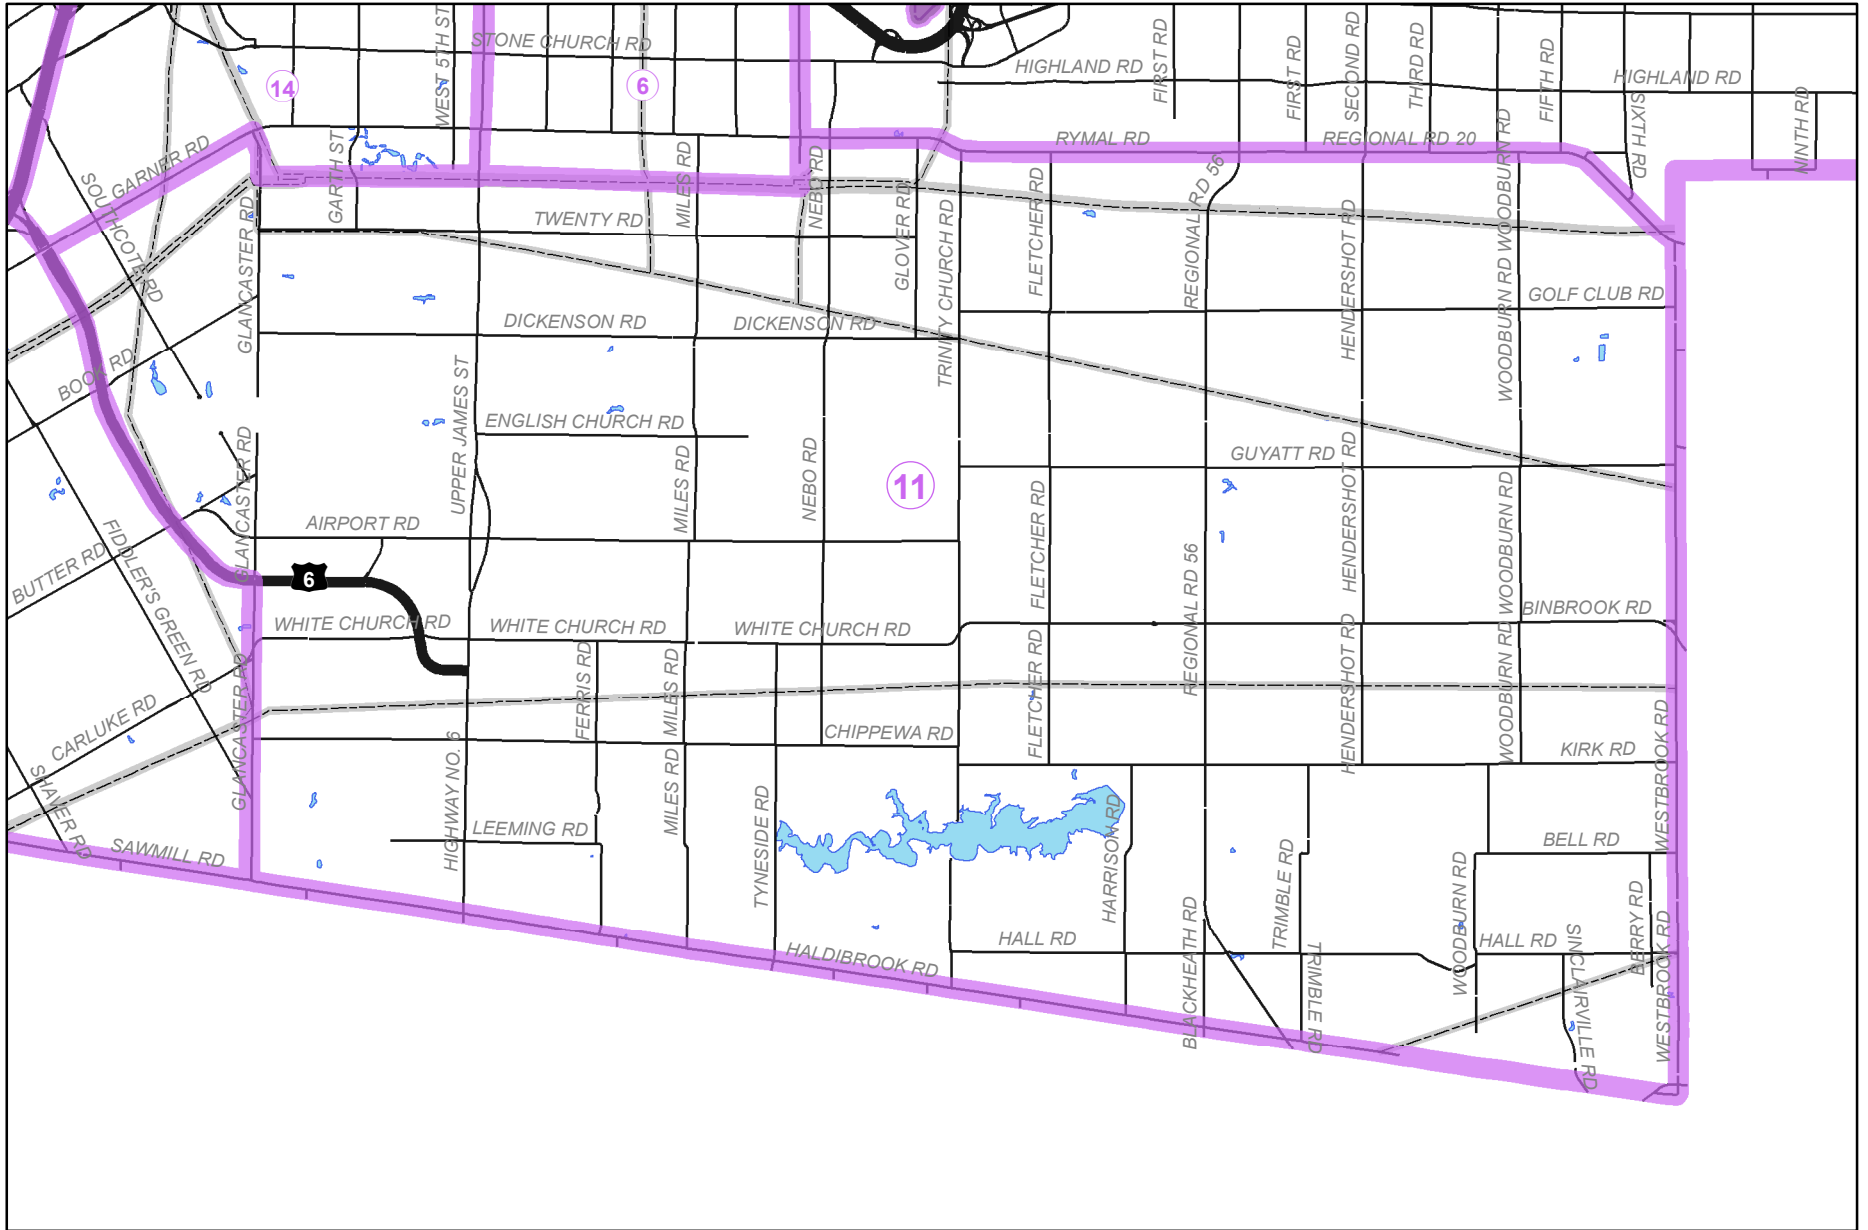 STONE CHURCH RD
WEST 5TH ST
14
6
HIGHLAND RD
FIRST RD
FIRST RD
SECOND RD
THIRD RD
FIFTH RD
HIGHLAND RD
SIXTH RD
NINTH RD
GARNER RD
SOUTHCOTE RD
GARTH ST
MILES RD
NEBO RD
RYMAL RD
REGIONAL RD 20
REGIONAL RD 56
WOODBURN RD
GLANCASTER RD
TWENTY RD
GLOVER RD
TRINITY CHURCH RD
FLETCHER RD
HENDERSHOT RD
WOODBURN RD
GOLF CLUB RD
BOOK RD
DICKENSON RD
DICKENSON RD
UPPER JAMES ST
ENGLISH CHURCH RD
MILES RD
NEBO RD
11
GUYATT RD
GLANCASTER RD
AIRPORT RD
FLETCHER RD
REGIONAL RD 56
HENDERSHOT RD
WOODBURN RD
BUTTER RD
FIDDLER'S GREEN RD
6
WHITE CHURCH RD
WHITE CHURCH RD
WHITE CHURCH RD
WOODBURN RD
BINBROOK RD
CARLUKE RD
GLANCASTER RD
FERRIS RD
MILES RD
FLETCHER RD
HENDERSHOT RD
WOODBURN RD
SHAVER RD
HIGHWAY NO. 6
CHIPPEWA RD
KIRK RD
WESTBROOK RD
SAWMILL RD
LEEMING RD
MILES RD
TYNESIDE RD
HARRISON RD
BELL RD
HALDIBROOK RD
HALL RD
BLACKHEATH RD
TRIMBLE RD
TRIMBLE RD
WOODBURN RD
HALL RD
SINCLAIRVILLE RD
BERRY RD
WESTBROOK RD